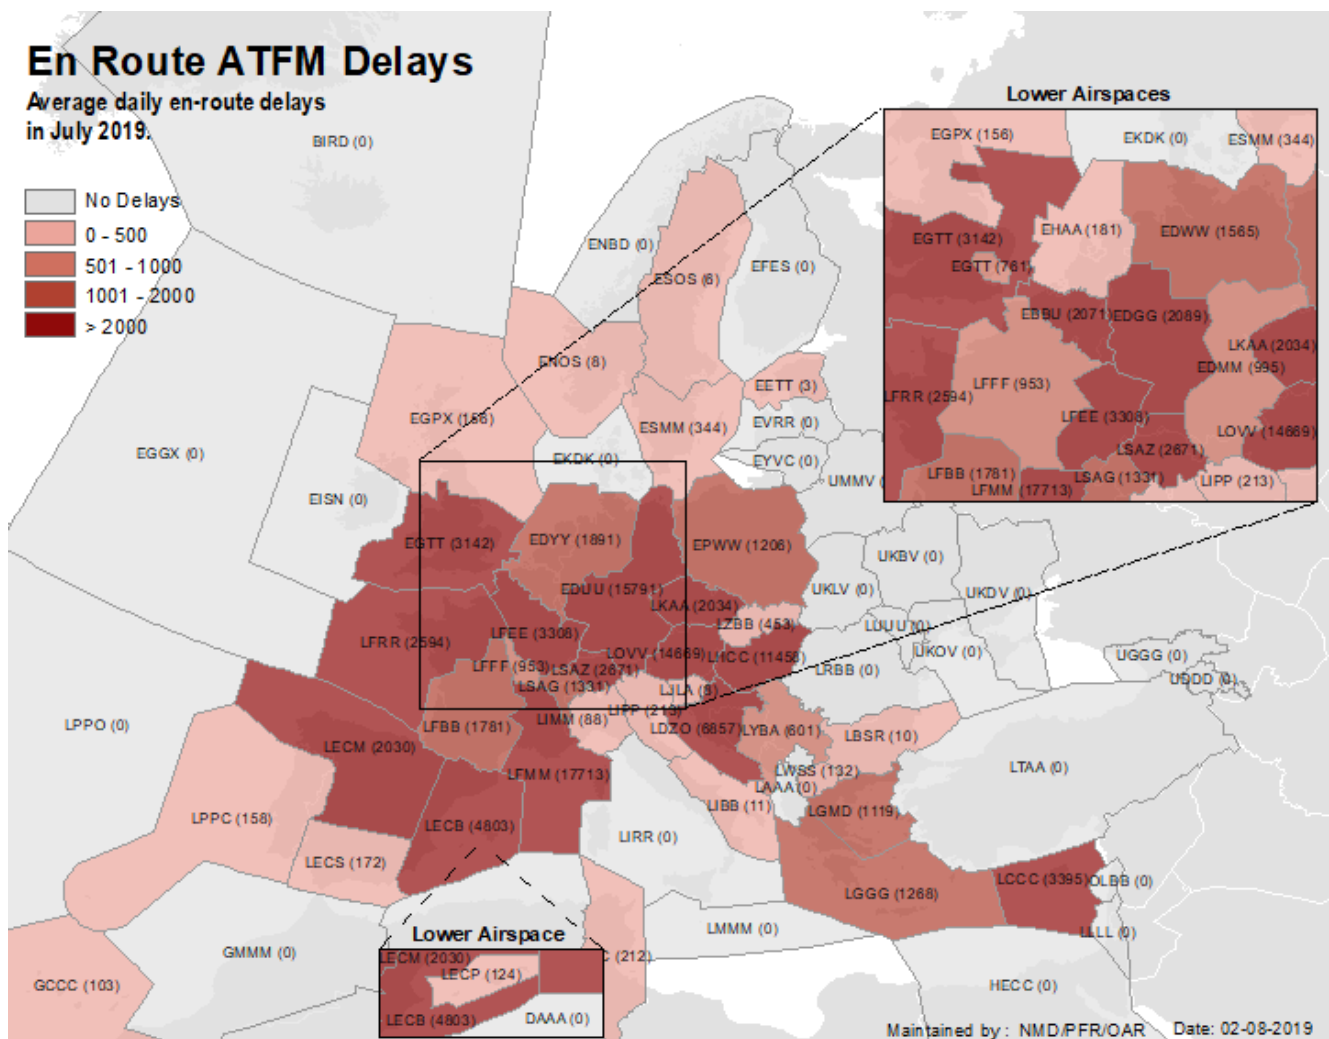 En Route ATFM Delays
Average daily en-route delays
in July 2019.
No Delays
0 - 500
501 - 1000
1001 - 2000
> 2000
Lower Airspaces
EGPX (156)
EKDK (0)
ESMM (344)
EHAA (181)
EDWW (1565)
EGTT (3142)
EGTT (761)
EBBU (2071)
EDGG (2089)
LKAA (2034)
EDMM (995)
LFFF (953)
LFRR (2594)
LFEE (3308)
LOVV (14669)
LSAZ (2671)
LFBB (1781)
LSAG (1331)
LIPP (213)
LFMM (17713)
BIRD (0)
ENBD (0)
EFES (0)
ESOS (6)
ENOS (8)
EETT (3)
EGPX (156)
ESMM (344)
EVRR (0)
EGGX (0)
EKDK (0)
EYVC (0)
UMMV
EISN (0)
EGTT (3142)
EDYY (1891)
EPWW (1206)
UKBV (0)
UKLV (0)
UKDV (0)
EDUU (15791)
LKAA (2034)
LZBB (453)
LUUU (0)
UKOV (0)
LFRR (2594)
LFEE (3308)
LOVV (14669)
LHCC (11458)
LFFF (953)
LSAZ (2671)
LRBB (0)
UGGG (0)
UDDD (0)
LSAG (1331)
LJLA (8)
LIPP (213)
LIMM (88)
LPPO (0)
LFBB (1781)
LDZO (6857)
LYBA (601)
LBSR (10)
LECM (2030)
LFMM (17713)
LWSS (132)
LAAA (0)
LTAA (0)
LIBB (11)
LGMD (1119)
LPPC (158)
LECB (4803)
LIRR (0)
LECS (172)
LCCC (3395)
OLBB (0)
LGGG (1268)
LMMM (0)
LLLL (0)
GMMM (0)
C (212)
GCCC (103)
HECC (0)
Lower Airspace
LECM (2030)
LECP (124)
LECB (4803)
DAAA (0)
Maintained by : NMD/PFR/OAR Date: 02-08-2019